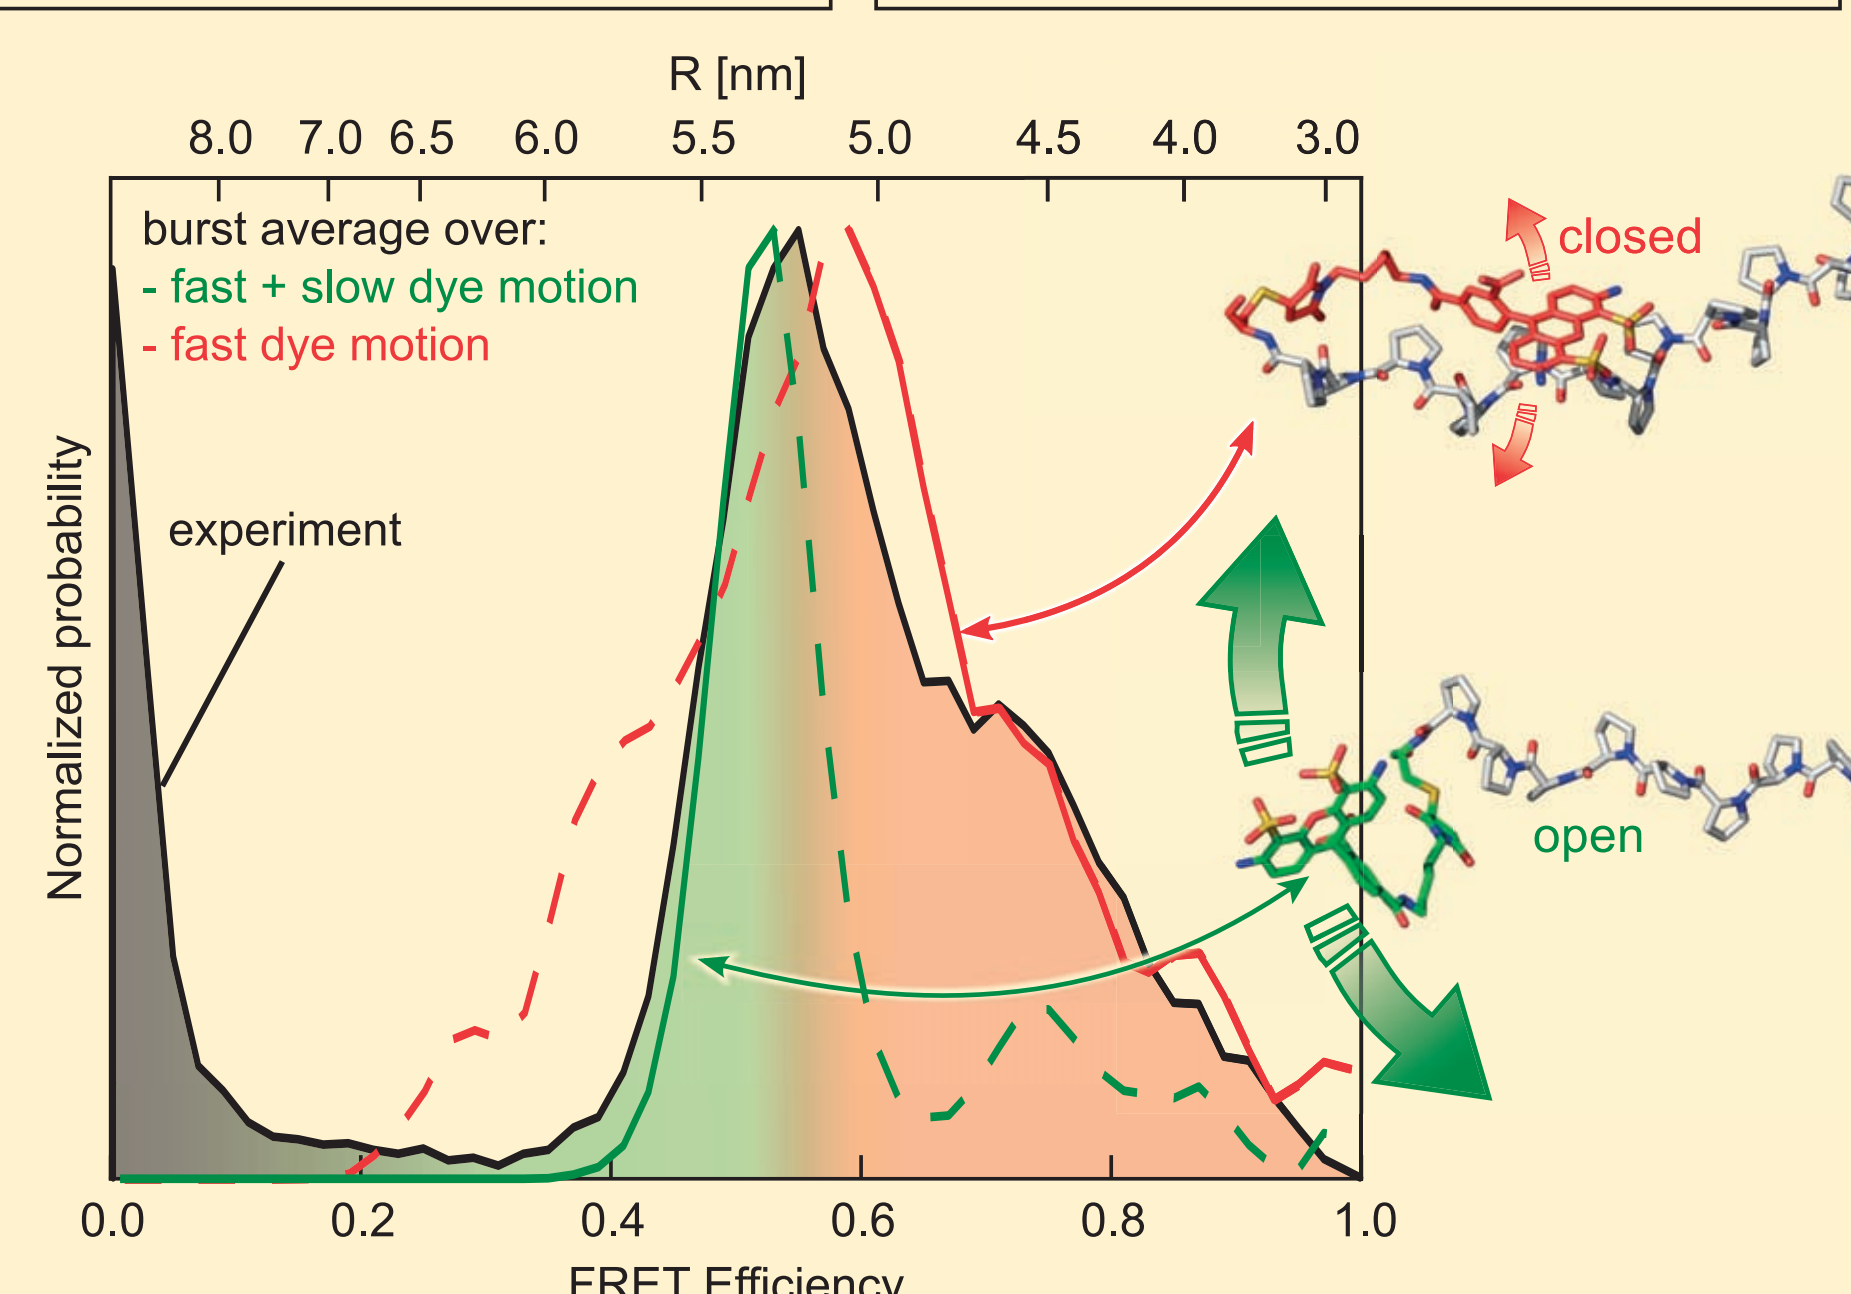 R [nm]
8.0 7.0 6.5 6.0 5.5 5.0 4.5 4.0 3.0
burst average over:
- fast + slow dye motion
- fast dye motion
closed
experiment
Normalized probability
open
0.0 0.2 0.4 0.6 0.8 1.0
FRET Efficiency